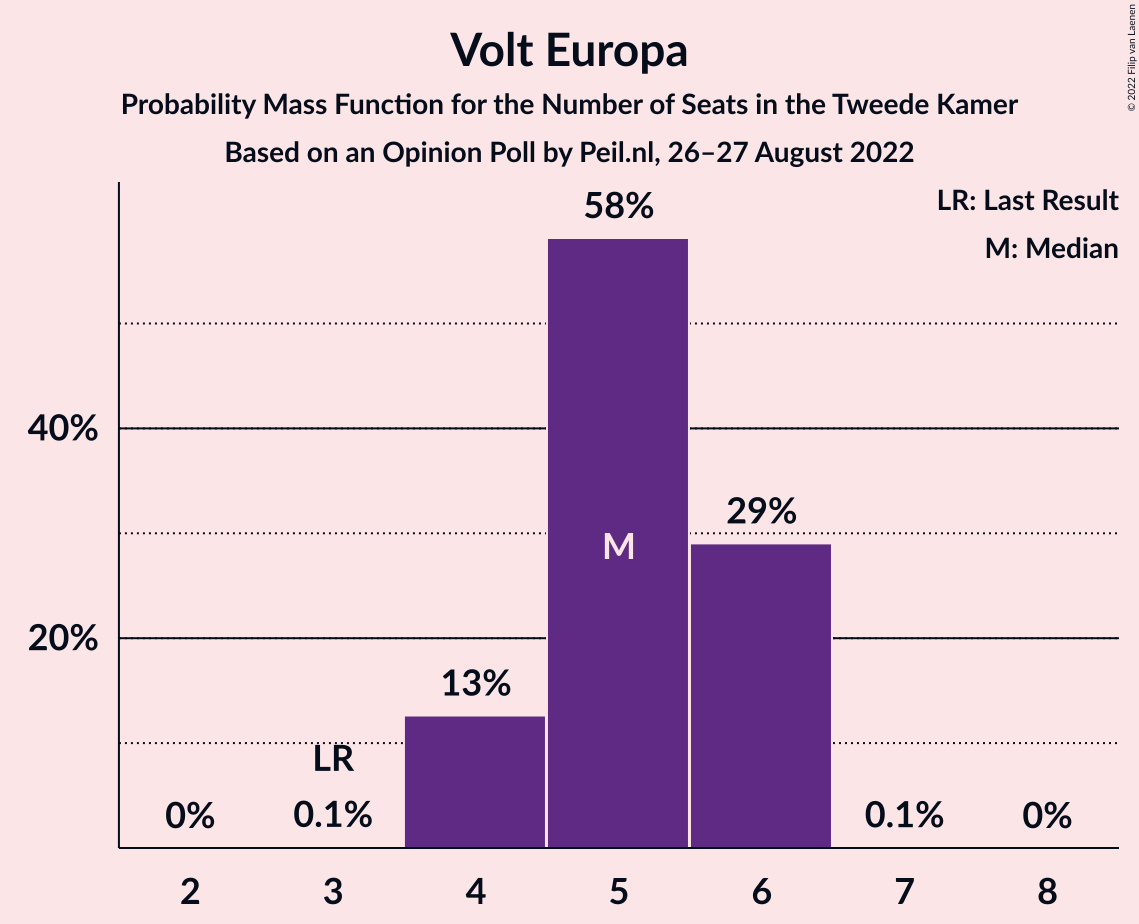 Volt Europa
Probability Mass Function for the Number of Seats in the Tweede Kamer
Based on an Opinion Poll by Peil.nl, 26–27 August 2022
© 2022 Filip van Laenen
LR: Last Result
M: Median
58%
40%
29%
M
20%
13%
LR
0%
0.1%
0.1%
0%
2 3 4 5 6 7 8